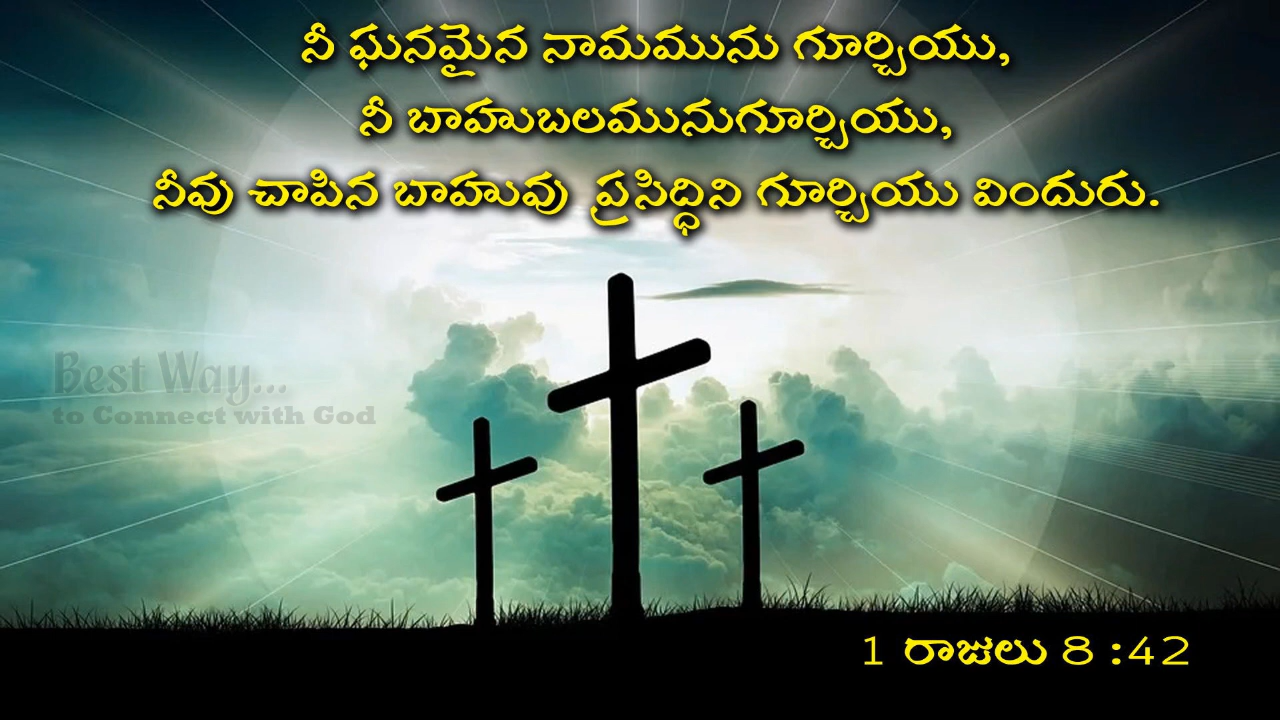 నీ ఘనమైన నామమును గూర్చియు,
నీ బాహుబలమునుగూర్చియు,
నీవు చాపిన బాహువు ప్రసిద్ధిని గూర్చియు విందురు.
Best Way...
to Connect with God
1 రాజులు 8 :42